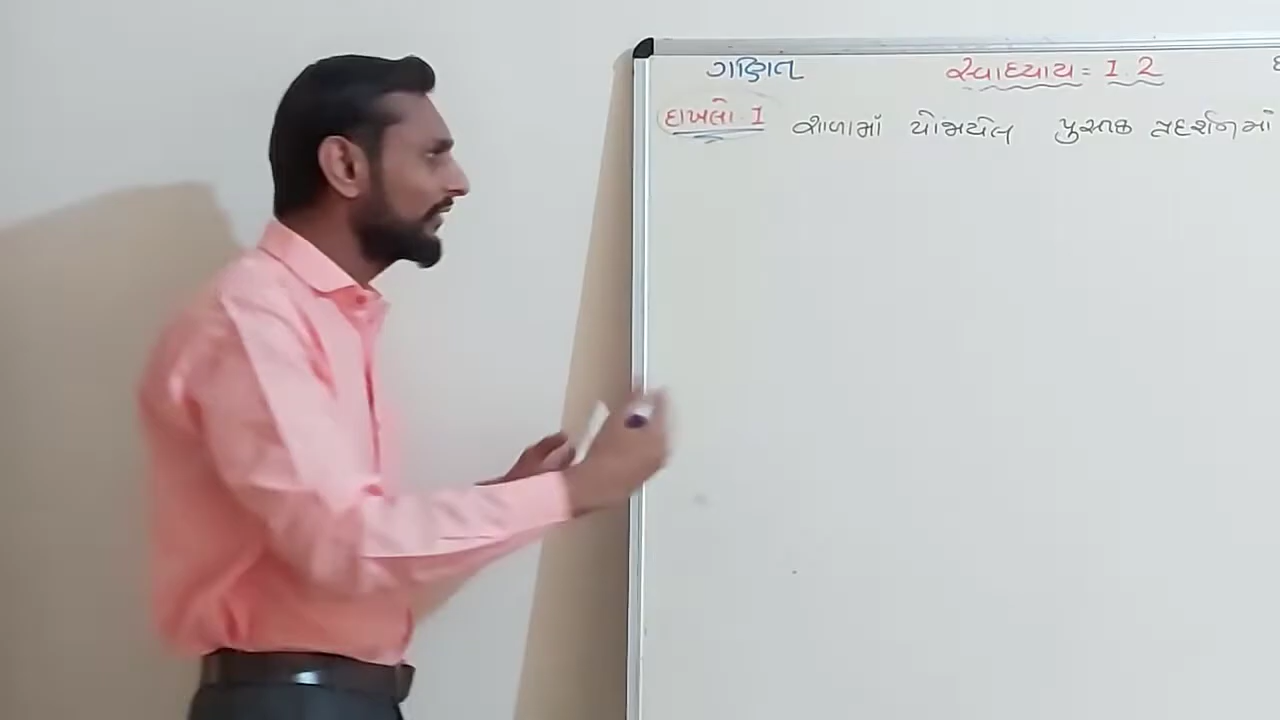 ગણિત સ્વાધ્યાય = 1.2
દાખલો.1 શાળામાં યોજાયેલ પુસ્તક પ્રદર્શનમાં